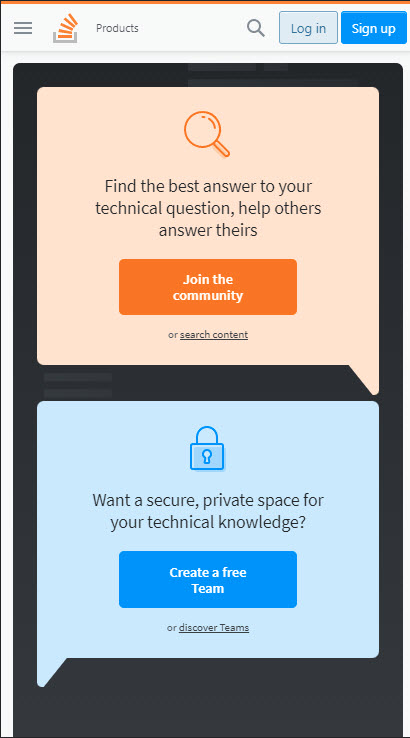 Products
Log in
Sign up
Find the best answer to your
technical question, help others
answer theirs
Join the
community
or search content
Want a secure, private space for
your technical knowledge?
Create a free
Team
or discover Teams